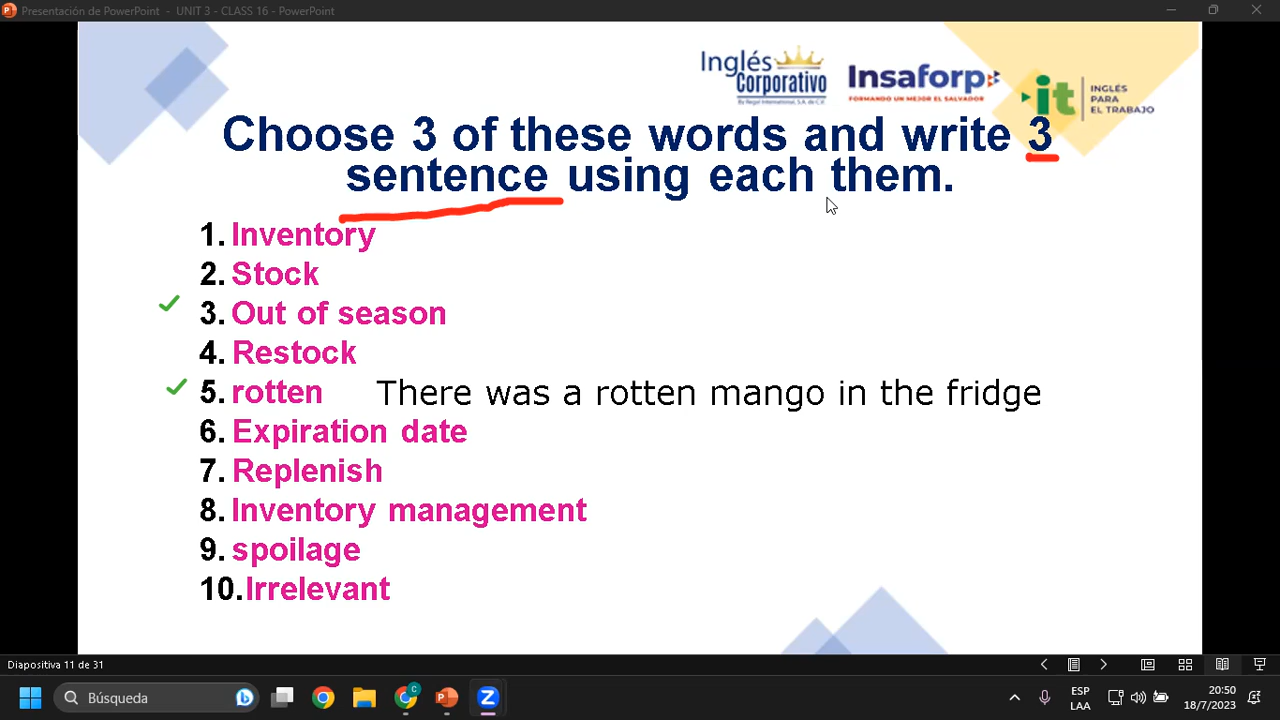 Presentación de PowerPoint - UNIT 3 - CLASS 16 - PowerPoint
Inglés
Corporativo
By Regal International, S.A. de C.V.
Insaforp
FORMANDO UN MEJOR EL SALVADOR
it
INGLÉS
PARA
EL TRABAJO
Choose 3 of these words and write 3
sentence using each them.
1. Inventory
2. Stock
3. Out of season
4. Restock
5. rotten There was a rotten mango in the fridge
6. Expiration date
7. Replenish
8. Inventory management
9. spoilage
10. Irrelevant
Diapositiva 11 de 31
Búsqueda
ESP
LAA
20:50
18/7/2023